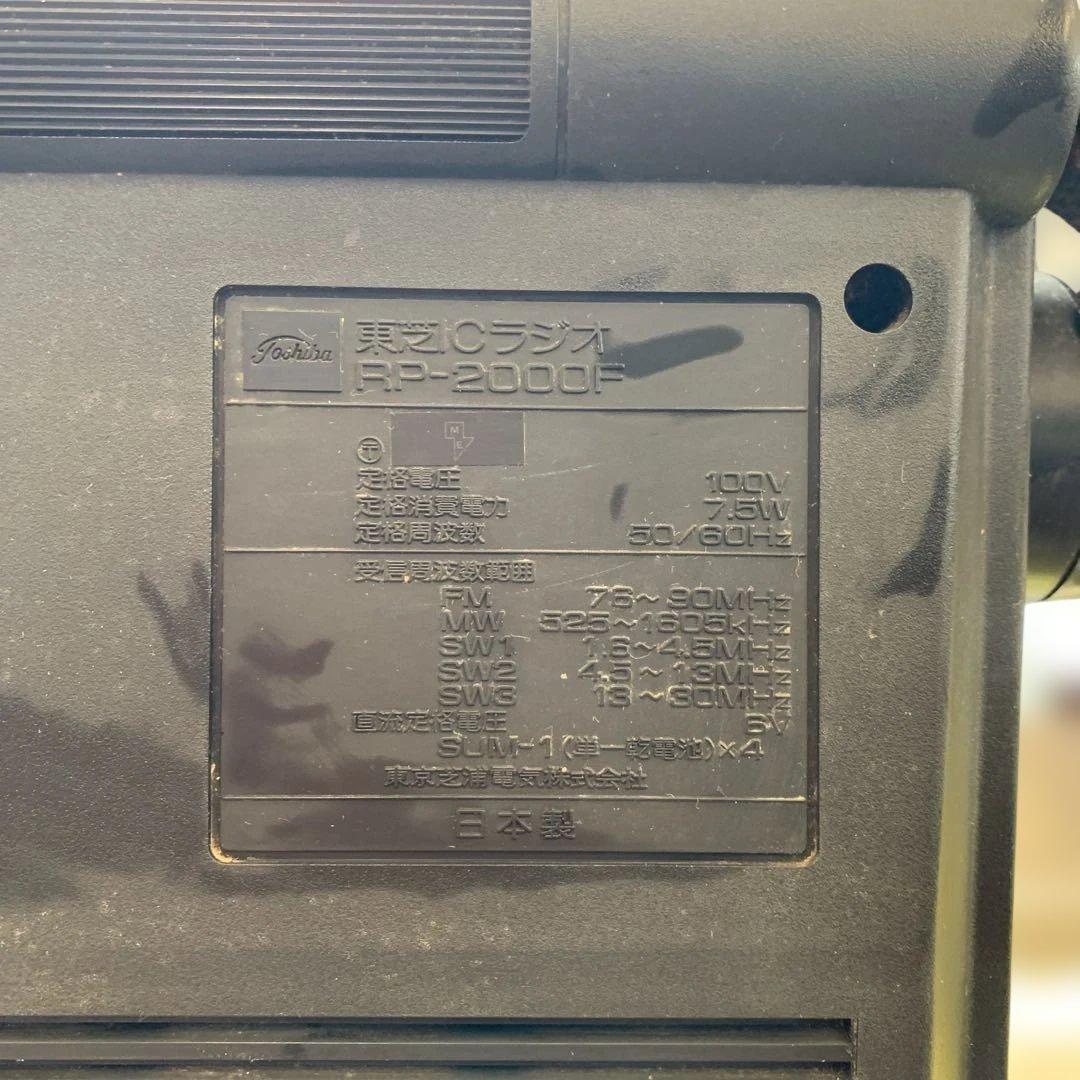 Toshiba
東芝ICラジオ
RP-2000F
〒 ME
定格電圧 100V
定格消費電力 7.5W
定格周波数 50/60Hz
受信周波数範囲
FM 76~90MHz
MW 525~1605kHz
SW1 1.6~4.5MHz
SW2 4.5~13MHz
SW3 13~30MHz
直流定格電圧 6V
SUM-1(単一乾電池)×4
東京芝浦電気株式会社
日本製